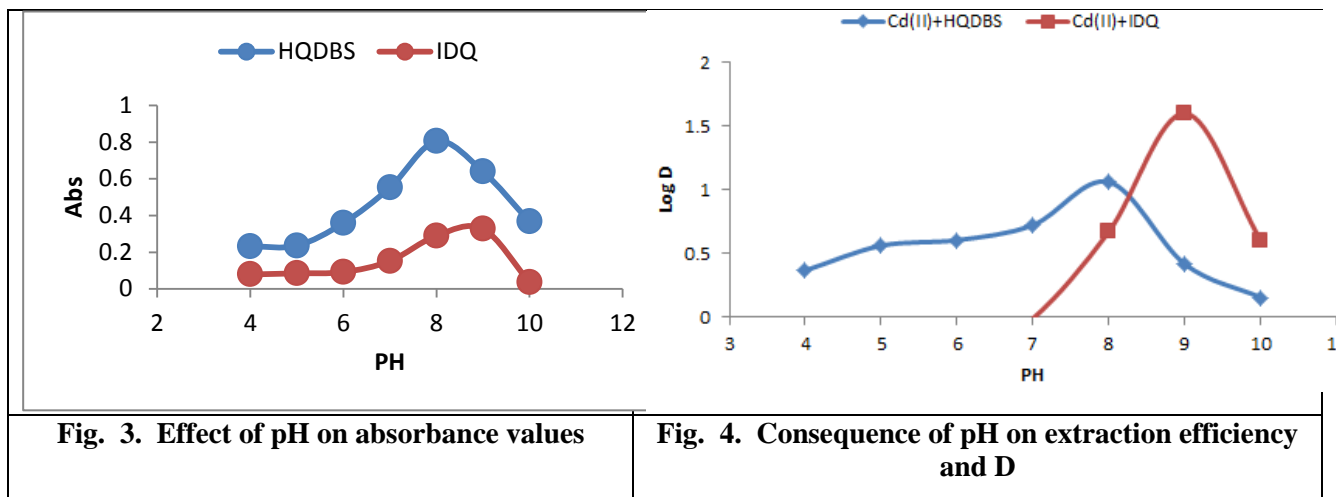 HQDBS IDQ
1
0.8
0.6
0.4
0.2
0
Abs
2 4 6 8 10 12
PH
Cd(II)+HQDBS Cd(II)+IDQ
2
1.5
1
0.5
0
Log D
3 4 5 6 7 8 9 10 1
PH
Fig. 3. Effect of pH on absorbance values
Fig. 4. Consequence of pH on extraction efficiency
and D